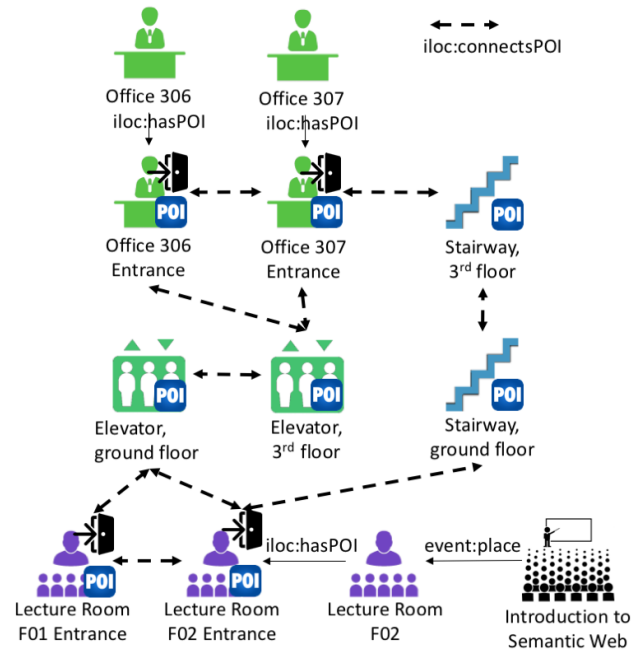 iloc:connectsPOI
Office 306
Office 307
iloc:hasPOI
iloc:hasPOI
POI
POI
POI
Office 306
Entrance
Office 307
Entrance
Stairway,
3rd floor
POI
POI
POI
Elevator,
ground floor
Elevator,
3rd floor
Stairway,
ground floor
iloc:hasPOI
event:place
POI
POI
Lecture Room
F01 Entrance
Lecture Room
F02 Entrance
Lecture Room
F02
Introduction to
Semantic Web